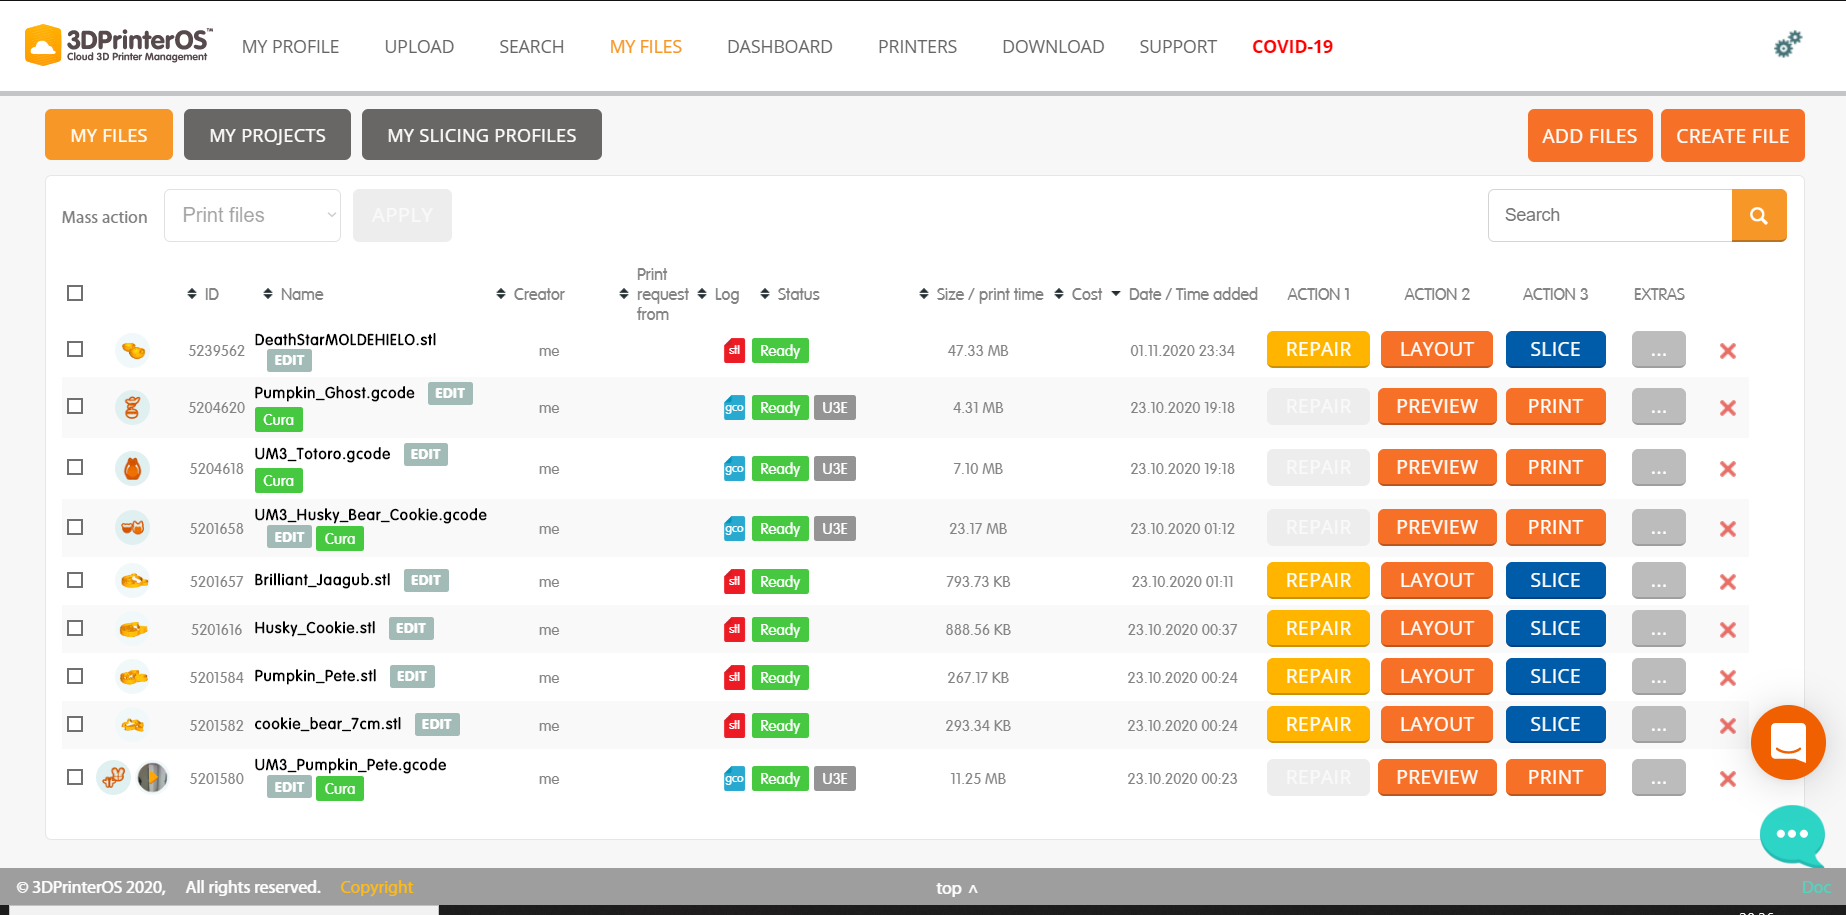 3DPrinterOS™
Cloud 3D Printer Management
MY PROFILE UPLOAD SEARCH MY FILES DASHBOARD PRINTERS DOWNLOAD SUPPORT COVID-19
MY FILES MY PROJECTS MY SLICING PROFILES ADD FILES CREATE FILE
Mass action Print files APPLY Search
ID Name Creator Print request from Log Status Size / print time Cost Date / Time added ACTION 1 ACTION 2 ACTION 3 EXTRAS
DeathStarMOLDEHIELO.stl
5239562 EDIT me stl Ready 47.33 MB 01.11.2020 23:34 REPAIR LAYOUT SLICE ...
Pumpkin_Ghost.gcode EDIT
5204620 Cura me gco Ready U3E 4.31 MB 23.10.2020 19:18 REPAIR PREVIEW PRINT ...
UM3_Totoro.gcode EDIT
5204618 Cura me gco Ready U3E 7.10 MB 23.10.2020 19:18 REPAIR PREVIEW PRINT ...
UM3_Husky_Bear_Cookie.gcode
5201658 EDIT Cura me gco Ready U3E 23.17 MB 23.10.2020 01:12 REPAIR PREVIEW PRINT ...
5201657 Brilliant_Jaagub.stl EDIT me stl Ready 793.73 KB 23.10.2020 01:11 REPAIR LAYOUT SLICE ...
5201616 Husky_Cookie.stl EDIT me stl Ready 888.56 KB 23.10.2020 00:37 REPAIR LAYOUT SLICE ...
5201584 Pumpkin_Pete.stl EDIT me stl Ready 267.17 KB 23.10.2020 00:24 REPAIR LAYOUT SLICE ...
5201582 cookie_bear_7cm.stl EDIT me stl Ready 293.34 KB 23.10.2020 00:24 REPAIR LAYOUT SLICE ...
UM3_Pumpkin_Pete.gcode
5201580 EDIT Cura me gco Ready U3E 11.25 MB 23.10.2020 00:23 REPAIR PREVIEW PRINT ...
© 3DPrinterOS 2020, All rights reserved. Copyright top ˄ Doc